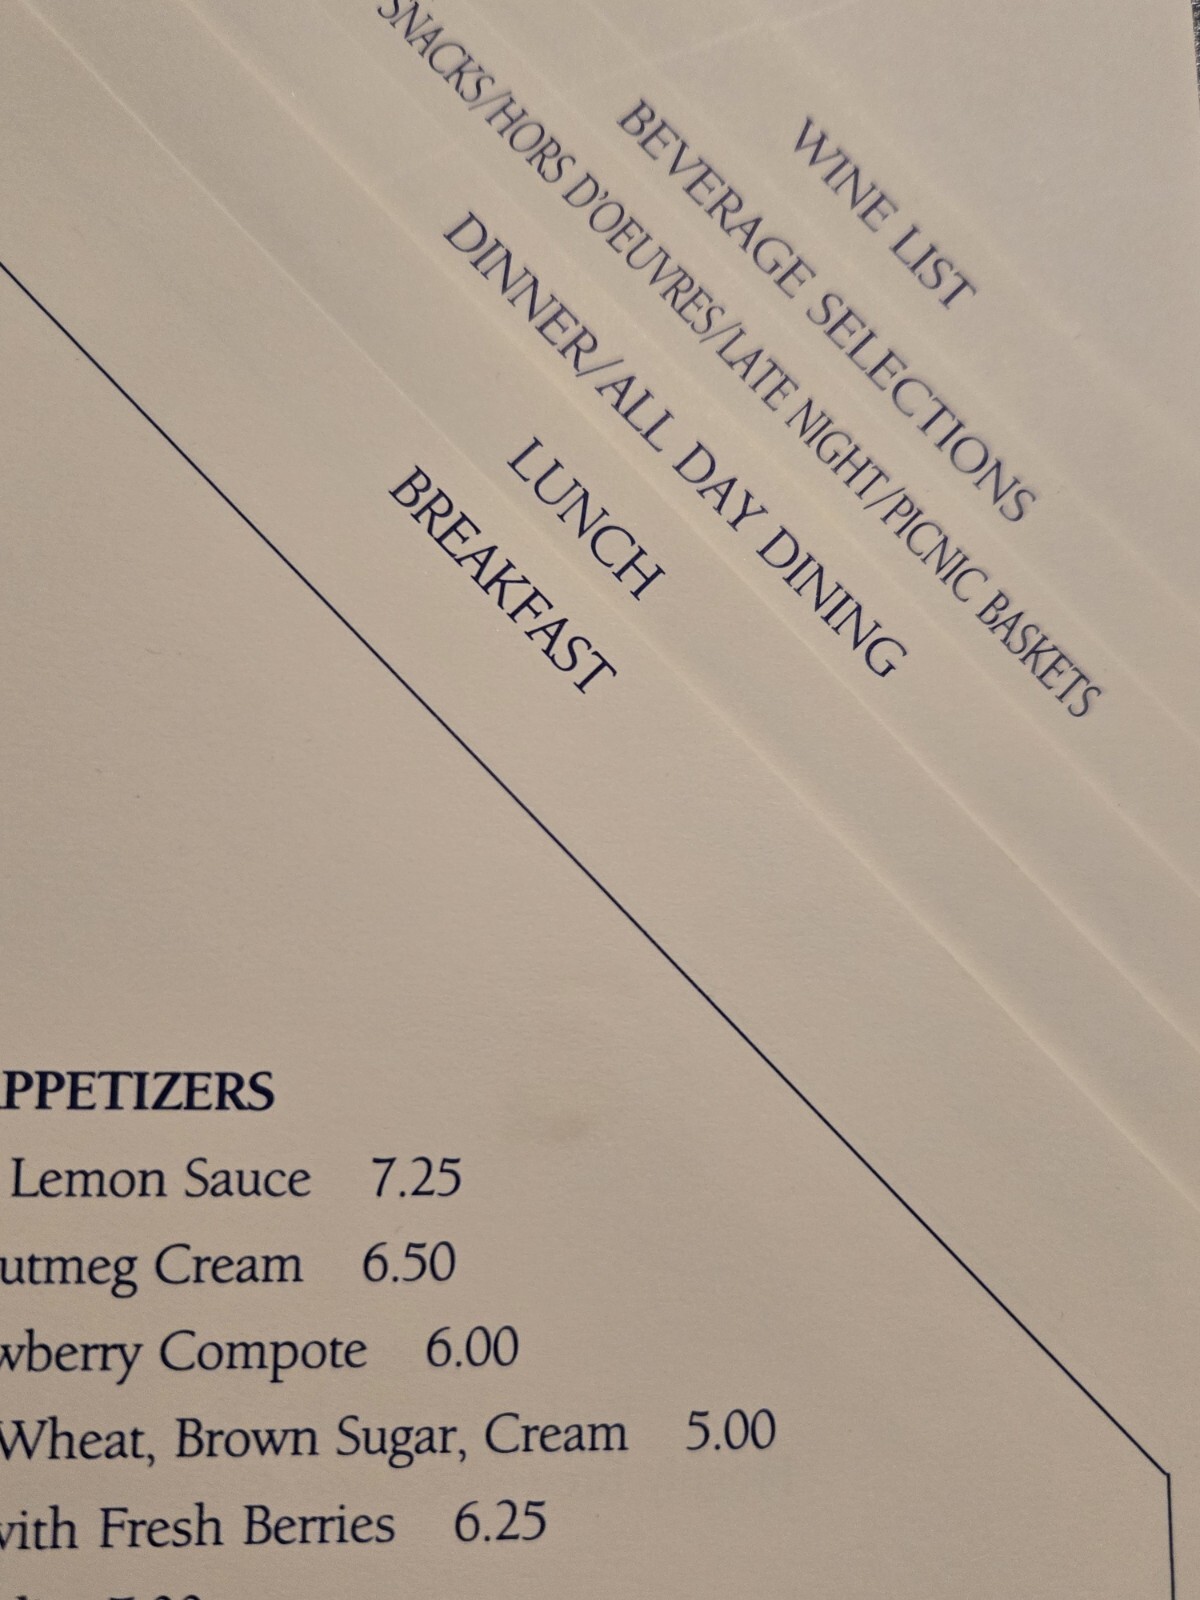 WINE LIST
BEVERAGE SELECTIONS
SNACKS/HORS D'OEUVRES/LATE NIGHT/PICNIC BASKETS
DINNER/ALL DAY DINING
LUNCH
BREAKFAST
APPETIZERS
Lemon Sauce 7.25
utmeg Cream 6.50
wberry Compote 6.00
Wheat, Brown Sugar, Cream 5.00
with Fresh Berries 6.25